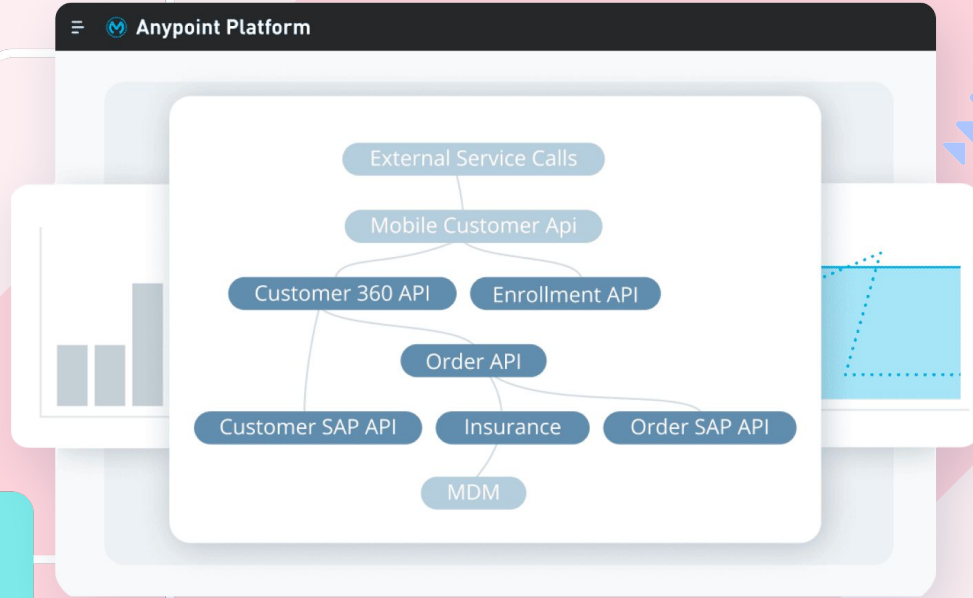 Anypoint Platform
External Service Calls
Mobile Customer Api
Customer 360 API
Enrollment API
Order API
Customer SAP API
Insurance
Order SAP API
MDM